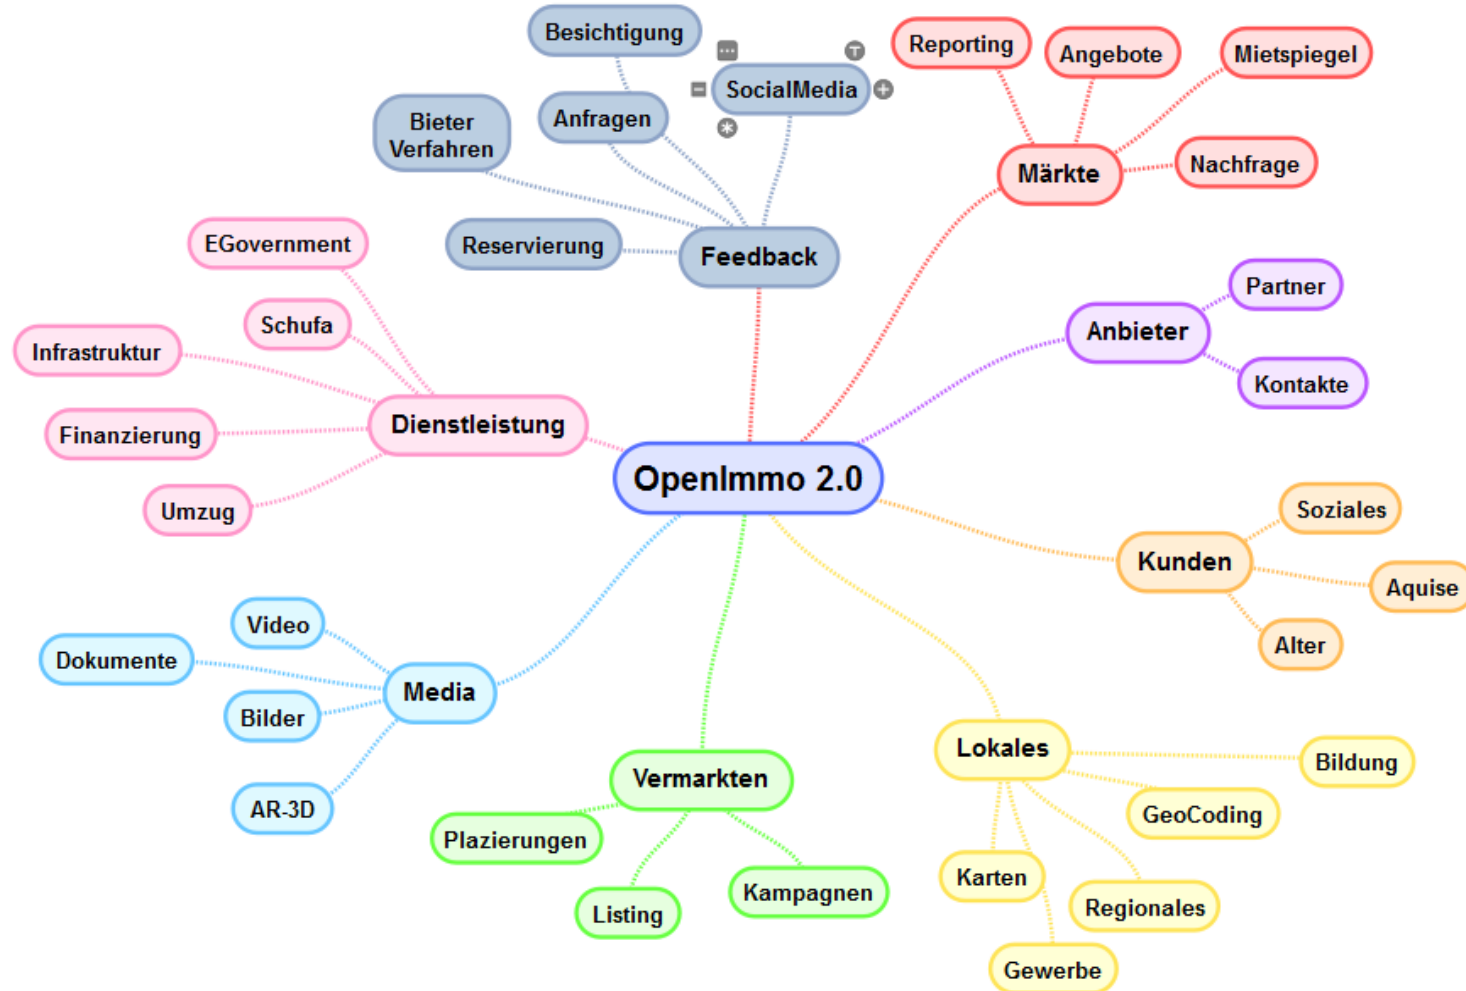 Besichtigung
SocialMedia
Anfragen
Bieter
Verfahren
Reservierung
Feedback
Reporting
Angebote
Mietspiegel
Nachfrage
Märkte
EGovernment
Schufa
Infrastruktur
Finanzierung
Umzug
Dienstleistung
Partner
Anbieter
Kontakte
OpenImmo 2.0
Soziales
Kunden
Aquise
Alter
Video
Dokumente
Media
Bilder
AR-3D
Vermarkten
Plazierungen
Listing
Kampagnen
Lokales
Bildung
GeoCoding
Karten
Regionales
Gewerbe